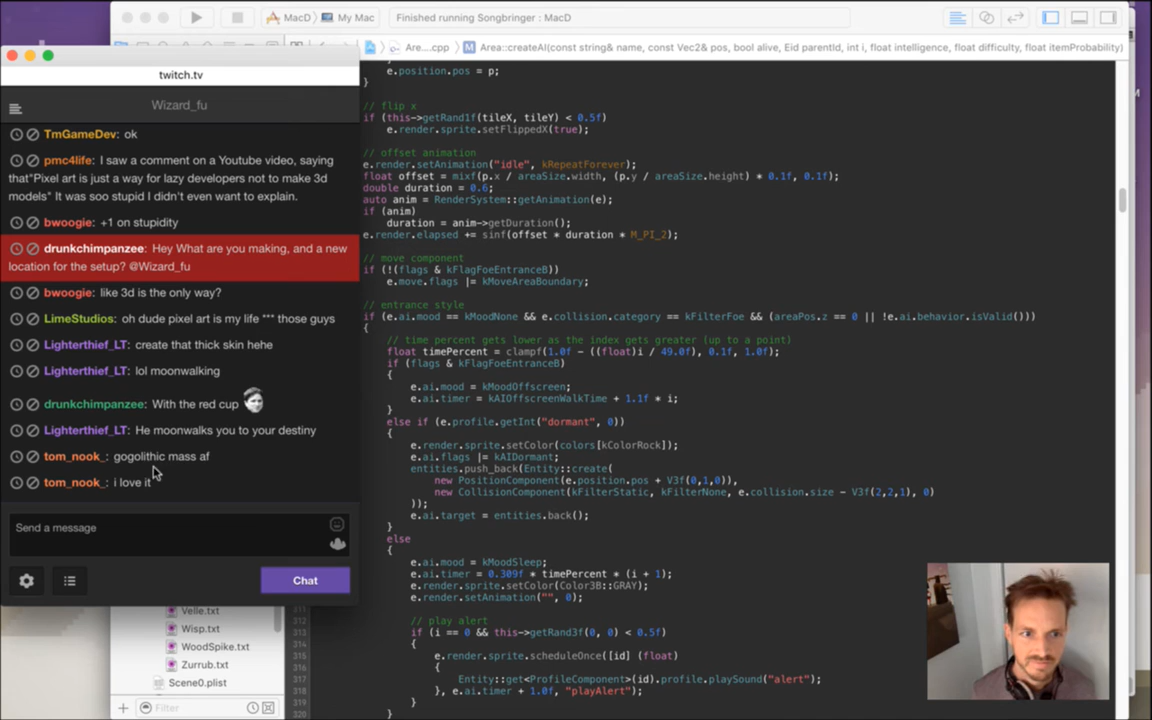 MacD
My Mac
Finished running Songbringer : MacD
Are....cpp
Area::createAI(const string& name, const Vec2& pos, bool alive, Eid parentId, int i, float intelligence, float difficulty, float itemProbability)
twitch.tv
Wizard_fu
TmGameDev: ok
pmc4life: I saw a comment on a Youtube video, saying
that"Pixel art is just a way for lazy developers not to make 3d
models" It was soo stupid I didn't even want to explain.
bwoogie: +1 on stupidity
drunkchimpanzee: Hey What are you making, and a new
location for the setup? @Wizard_fu
bwoogie: like 3d is the only way?
LimeStudios: oh dude pixel art is my life *** those guys
Lighterthief_LT: create that thick skin hehe
Lighterthief_LT: lol moonwalking
drunkchimpanzee: With the red cup
Lighterthief_LT: He moonwalks you to your destiny
tom_nook_: gogolithic mass af
tom_nook_: i love it
Send a message
Chat
Velle.txt
Wisp.txt
WoodSpike.txt
Zurrub.txt
Scene0.plist
Filter
e.position.pos = p;
}
// flip x
if (this->getRand1f(tileX, tileY) < 0.5f)
e.render.sprite.setFlippedX(true);
// offset animation
e.render.setAnimation("idle", kRepeatForever);
float offset = mixf(p.x / areaSize.width, (p.y / areaSize.height) * 0.1f, 0.1f);
double duration = 0.6;
auto anim = RenderSystem::getAnimation(e);
if (anim)
duration = anim->getDuration();
e.render.elapsed += sinf(offset * duration * M_PI_2);
// move component
if (!(flags & kFlagFoeEntranceB))
e.move.flags |= kMoveAreaBoundary;
// entrance style
if (e.ai.mood == kMoodNone && e.collision.category == kFilterFoe && (areaPos.z == 0 || !e.ai.behavior.isValid()))
{
// time percent gets lower as the index gets greater (up to a point)
float timePercent = clampf(1.0f - ((float)i / 49.0f), 0.1f, 1.0f);
if (flags & kFlagFoeEntranceB)
{
e.ai.mood = kMoodOffscreen;
e.ai.timer = kAIOffscreenWalkTime + 1.1f * i;
}
else if (e.profile.getInt("dormant", 0))
{
e.render.sprite.setColor(colors[kColorRock]);
e.ai.flags |= kAIDormant;
entities.push_back(Entity::create(
new PositionComponent(e.position.pos + V3f(0,1,0)),
new CollisionComponent(kFilterStatic, kFilterNone, e.collision.size - V3f(2,2,1), 0)
));
e.ai.target = entities.back();
}
else
{
e.ai.mood = kMoodSleep;
e.ai.timer = 0.309f * timePercent * (i + 1);
e.render.sprite.setColor(Color3B::GRAY);
e.render.setAnimation("", 0);
311
312
// play alert
313
if (i == 0 && this->getRand3f(0, 0) < 0.5f)
314
{
315
e.render.sprite.scheduleOnce([id] (float)
316
{
317
Entity::get<ProfileComponent>(id).profile.playSound("alert");
318
}, e.ai.timer + 1.0f, "playAlert");
319
}
320
}